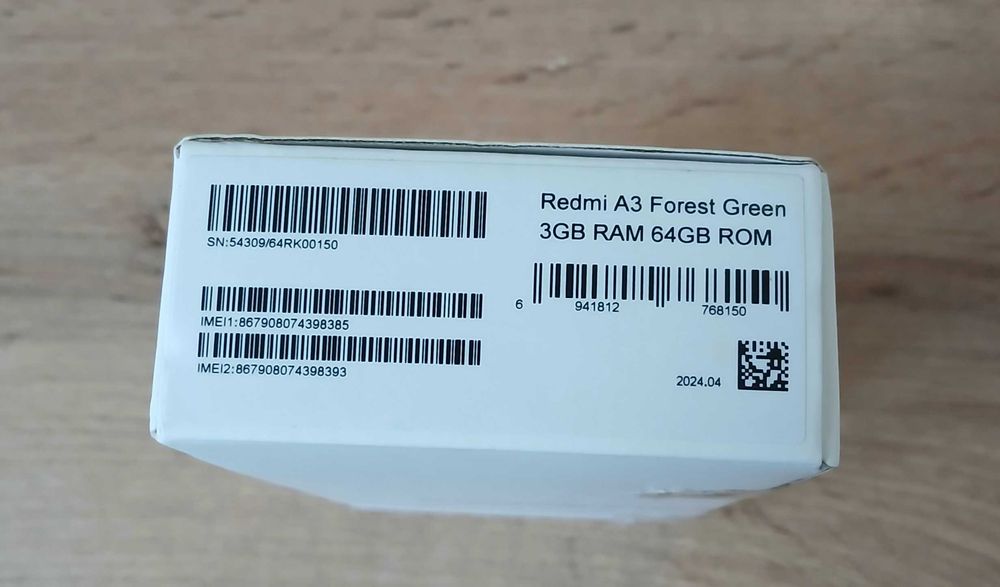 SN:54309/64RK00150
IMEI1:867908074398385
IMEI2:867908074398393
Redmi A3 Forest Green
3GB RAM 64GB ROM
6 941812 768150
2024.04